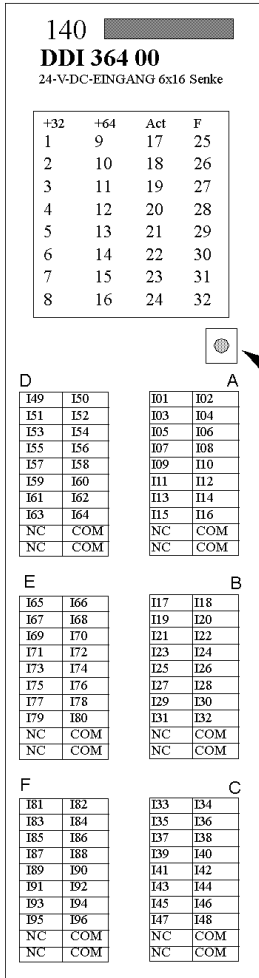 140
DDI 364 00
24-V-DC-EINGANG 6x16 Senke
+32 +64 Act F
1 9 17 25
2 10 18 26
3 11 19 27
4 12 20 28
5 13 21 29
6 14 22 30
7 15 23 31
8 16 24 32
D A
I49 I50 I01 I02
I51 I52 I03 I04
I53 I54 I05 I06
I55 I56 I07 I08
I57 I58 I09 I10
I59 I60 I11 I12
I61 I62 I13 I14
I63 I64 I15 I16
NC COM NC COM
NC COM NC COM
E B
I65 I66 I17 I18
I67 I68 I19 I20
I69 I70 I21 I22
I71 I72 I23 I24
I73 I74 I25 I26
I75 I76 I27 I28
I77 I78 I29 I30
I79 I80 I31 I32
NC COM NC COM
NC COM NC COM
F C
I81 I82 I33 I34
I83 I84 I35 I36
I85 I86 I37 I38
I87 I88 I39 I40
I89 I90 I41 I42
I91 I92 I43 I44
I93 I94 I45 I46
I95 I96 I47 I48
NC COM NC COM
NC COM NC COM